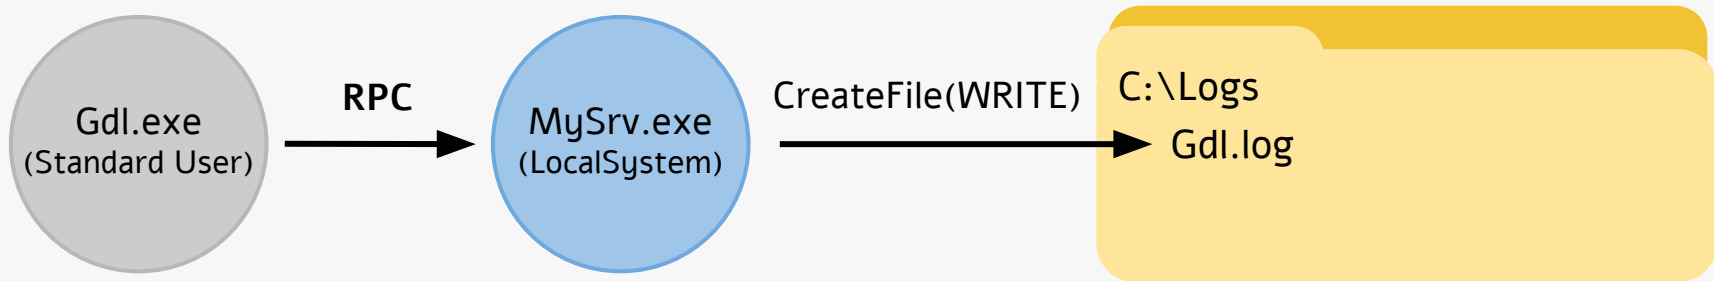 Gdl.exe
(Standard User)
RPC
MySrv.exe
(LocalSystem)
CreateFile(WRITE)
C:\Logs
Gdl.log